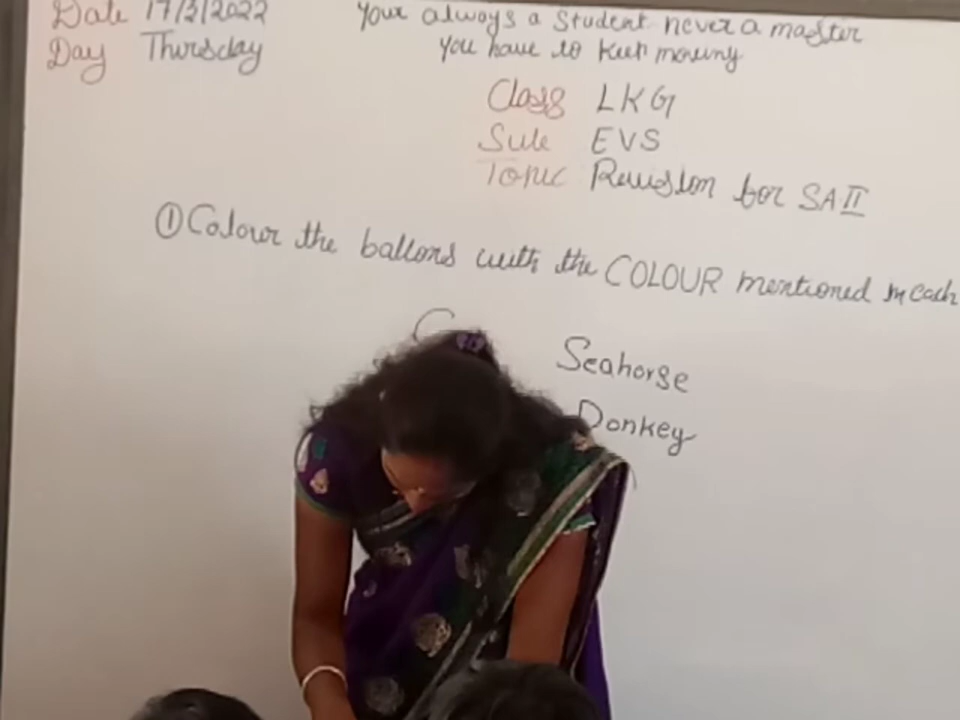 Date 17/3/2022
Day Thursday
Your always a student never a master
you have to keep moving
Class LKG
Sub EVS
Topic Revision for SA II
① Colour the ballons with the COLOUR mentioned in each
Seahorse
Donkey